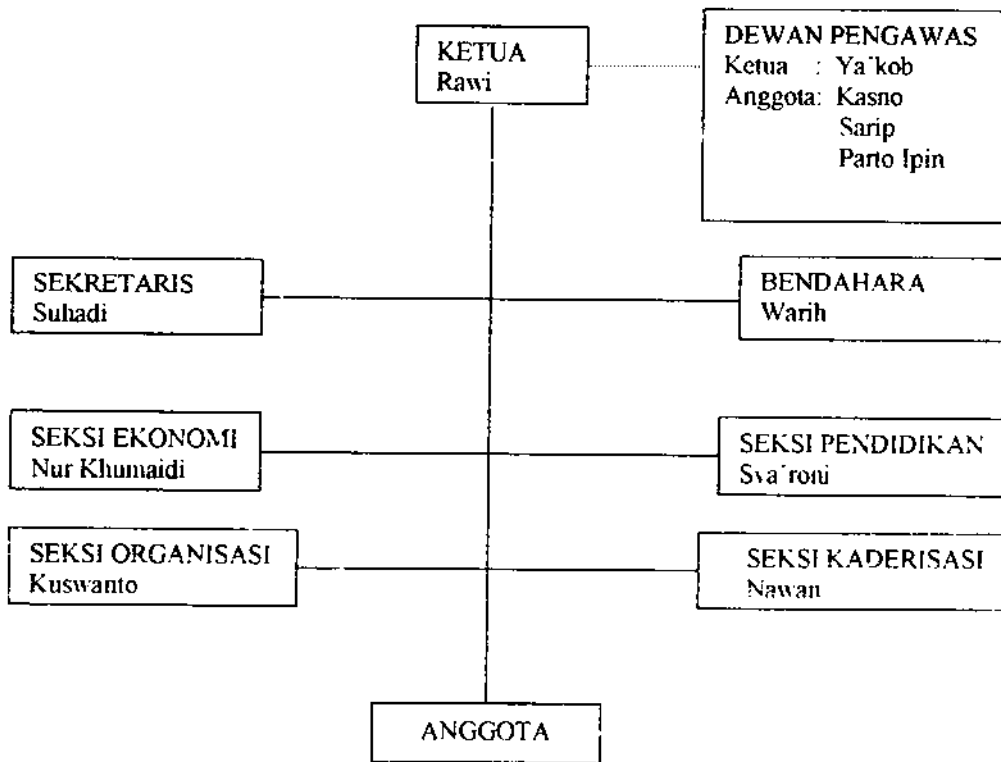 KETUA
Rawi
DEWAN PENGAWAS
Ketua : Ya'kob
Anggota: Kasno
Sarip
Parto Ipin
SEKRETARIS
Suhadi
BENDAHARA
Warih
SEKSI EKONOMI
Nur Khumaidi
SEKSI PENDIDIKAN
Sya'roni
SEKSI ORGANISASI
Kuswanto
SEKSI KADERISASI
Nawan
ANGGOTA